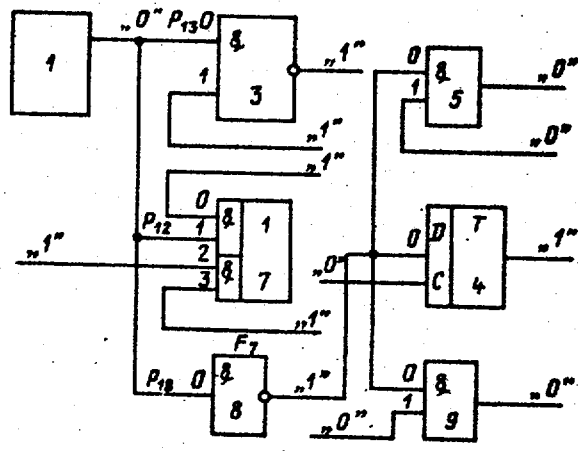 1
„0" P13 0 & „1"
1 3
„1"
„1"
0 & 1
P12 1
„1" 2 &
3 7
„1"
F7
P18 0 & „1"
8
0 & „0"
1 5
„0"
0 D T „1"
„0" C 4
0 & „0"
1 9
„0"